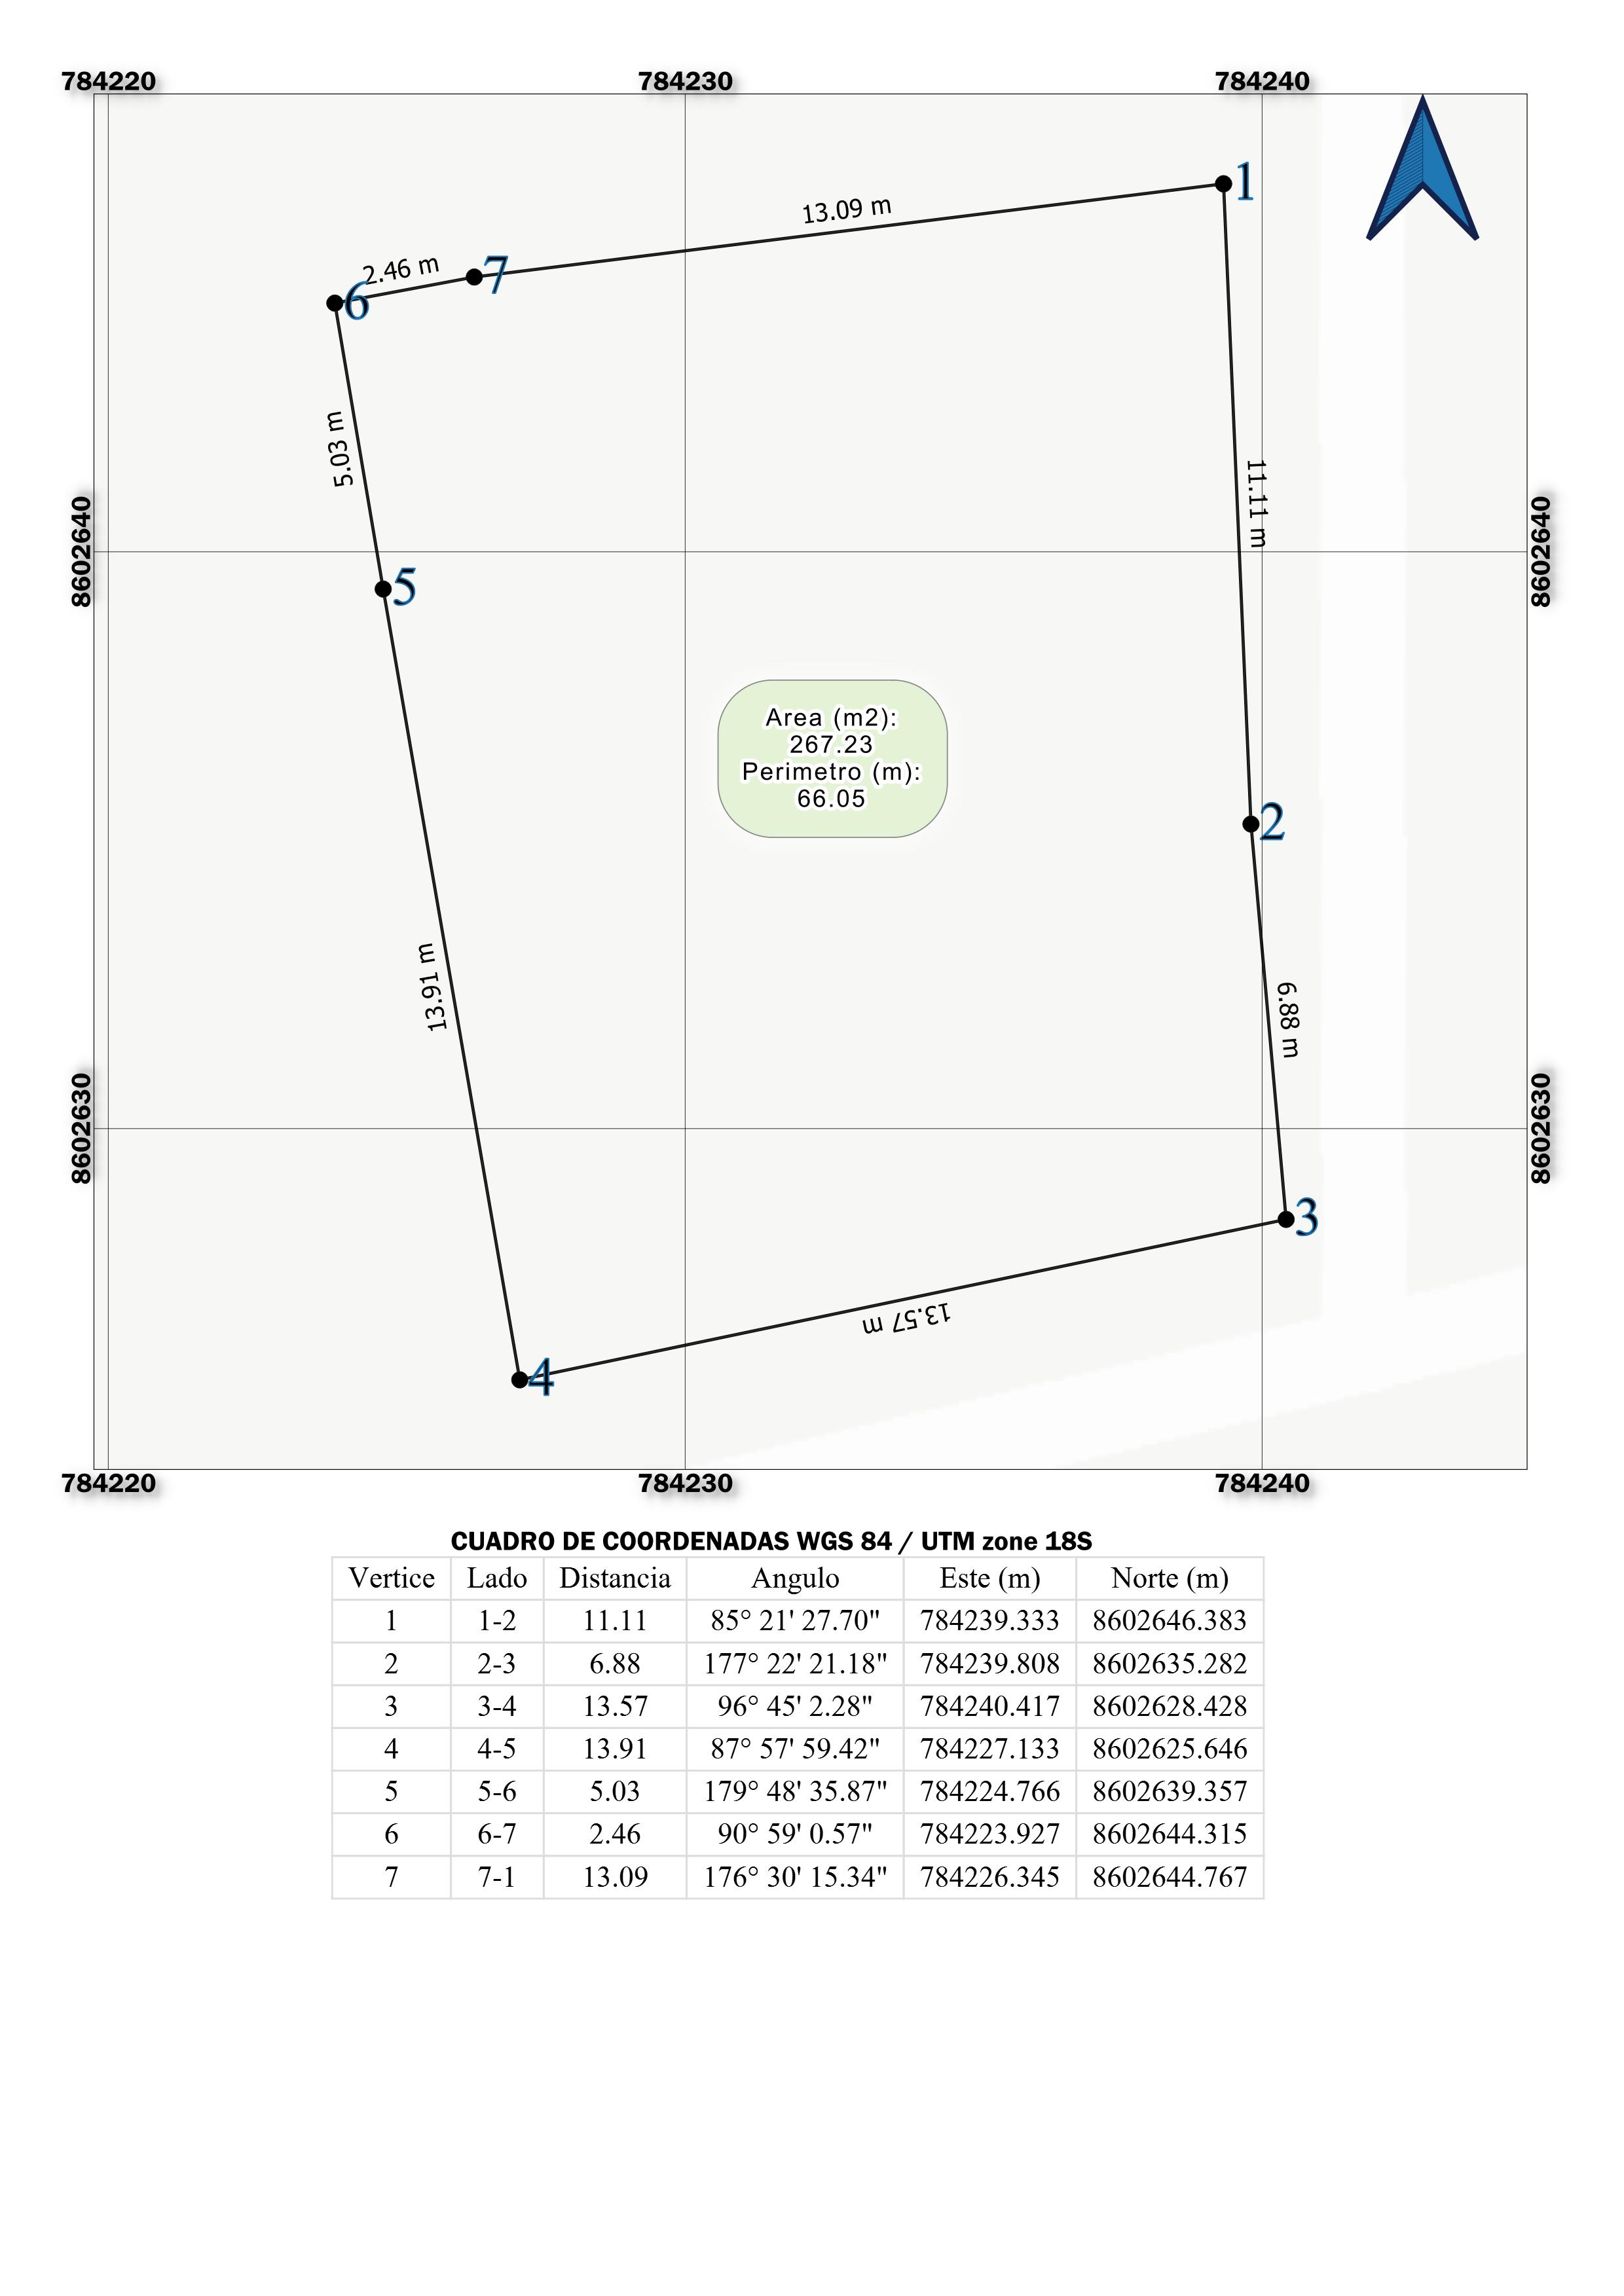 784220 784230 784240
1
13.09 m
7
2.46 m
6
5.03 m
11.11 m
8602640 8602640
5
Area (m2):
267.23
Perimetro (m):
66.05
2
13.91 m
6.88 m
8602630 8602630
3
13.57 m
4
784220 784230 784240
CUADRO DE COORDENADAS WGS 84 / UTM zone 18S
Vertice Lado Distancia Angulo Este (m) Norte (m)
1 1-2 11.11 85° 21' 27.70" 784239.333 8602646.383
2 2-3 6.88 177° 22' 21.18" 784239.808 8602635.282
3 3-4 13.57 96° 45' 2.28" 784240.417 8602628.428
4 4-5 13.91 87° 57' 59.42" 784227.133 8602625.646
5 5-6 5.03 179° 48' 35.87" 784224.766 8602639.357
6 6-7 2.46 90° 59' 0.57" 784223.927 8602644.315
7 7-1 13.09 176° 30' 15.34" 784226.345 8602644.767